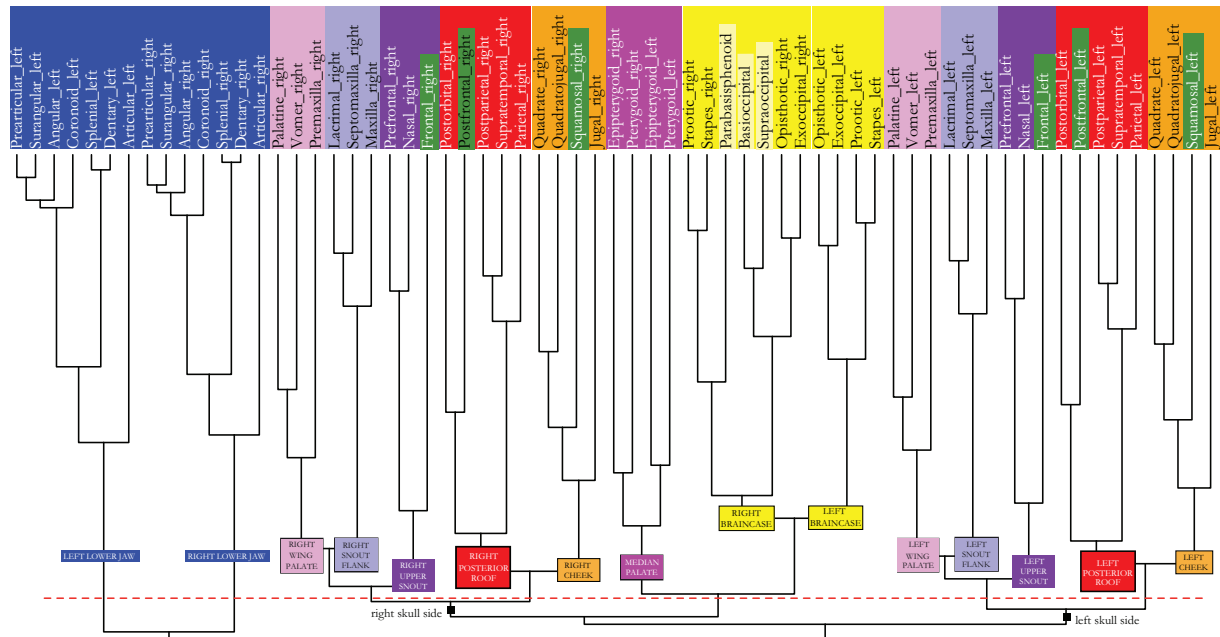 Prearticular_left
Surangular_left
Angular_left
Coronoid_left
Splenial_left
Dentary_left
Articular_left
Prearticular_right
Surangular_right
Angular_right
Coronoid_right
Splenial_right
Dentary_right
Articular_right
Palatine_right
Vomer_right
Premaxilla_right
Lacrimal_right
Septomaxilla_right
Maxilla_right
Prefrontal_right
Nasal_right
Frontal_right
Postorbital_right
Postfrontal_right
Postparietal_right
Supratemporal_right
Parietal_right
Quadrate_right
Quadratojugal_right
Squamosal_right
Jugal_right
Epipterygoid_right
Pterygoid_right
Epipterygoid_left
Pterygoid_left
Prootic_right
Stapes_right
Parabasisphenoid
Basioccipital
Supraoccipital
Opisthotic_right
Exoccipital_right
Opisthotic_left
Exoccipital_left
Prootic_left
Stapes_left
Palatine_left
Vomer_left
Premaxilla_left
Lacrimal_left
Septomaxilla_left
Maxilla_left
Prefrontal_left
Nasal_left
Frontal_left
Postorbital_left
Postfrontal_left
Postparietal_left
Supratemporal_left
Parietal_left
Quadrate_left
Quadratojugal_left
Squamosal_left
Jugal_left
LEFT LOWER JAW
RIGHT LOWER JAW
RIGHT
WING
PALATE
RIGHT
SNOUT
FLANK
RIGHT
UPPER
SNOUT
RIGHT
POSTERIOR
ROOF
RIGHT
CHEEK
MEDIAN
PALATE
RIGHT
BRAINCASE
LEFT
BRAINCASE
LEFT
WING
PALATE
LEFT
SNOUT
FLANK
LEFT
UPPER
SNOUT
LEFT
POSTERIOR
ROOF
LEFT
CHEEK
right skull side
left skull side